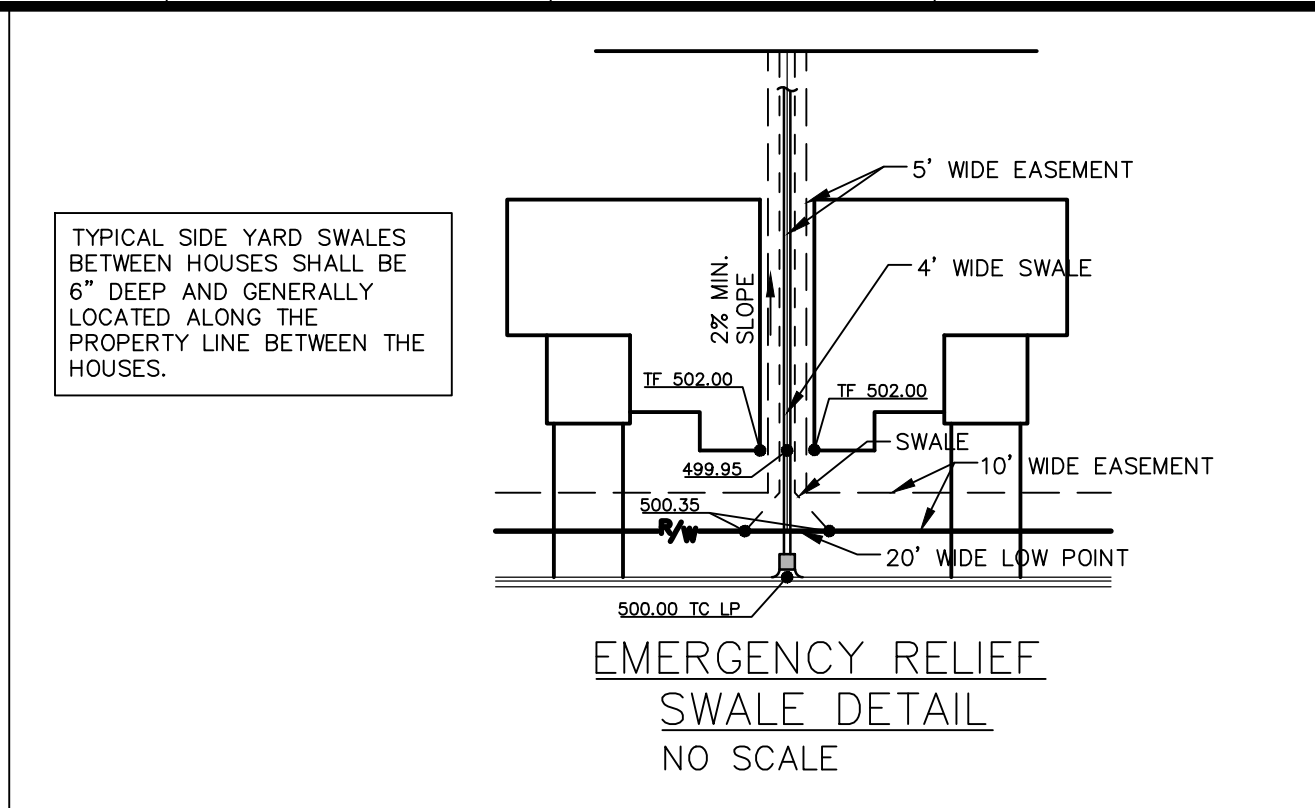 TYPICAL SIDE YARD SWALES
BETWEEN HOUSES SHALL BE
6" DEEP AND GENERALLY
LOCATED ALONG THE
PROPERTY LINE BETWEEN THE
HOUSES.
5' WIDE EASEMENT
4' WIDE SWALE
2% MIN.
SLOPE
TF 502.00
TF 502.00
SWALE
499.95
10' WIDE EASEMENT
500.35
R/W
20' WIDE LOW POINT
500.00 TC LP
EMERGENCY RELIEF
SWALE DETAIL
NO SCALE